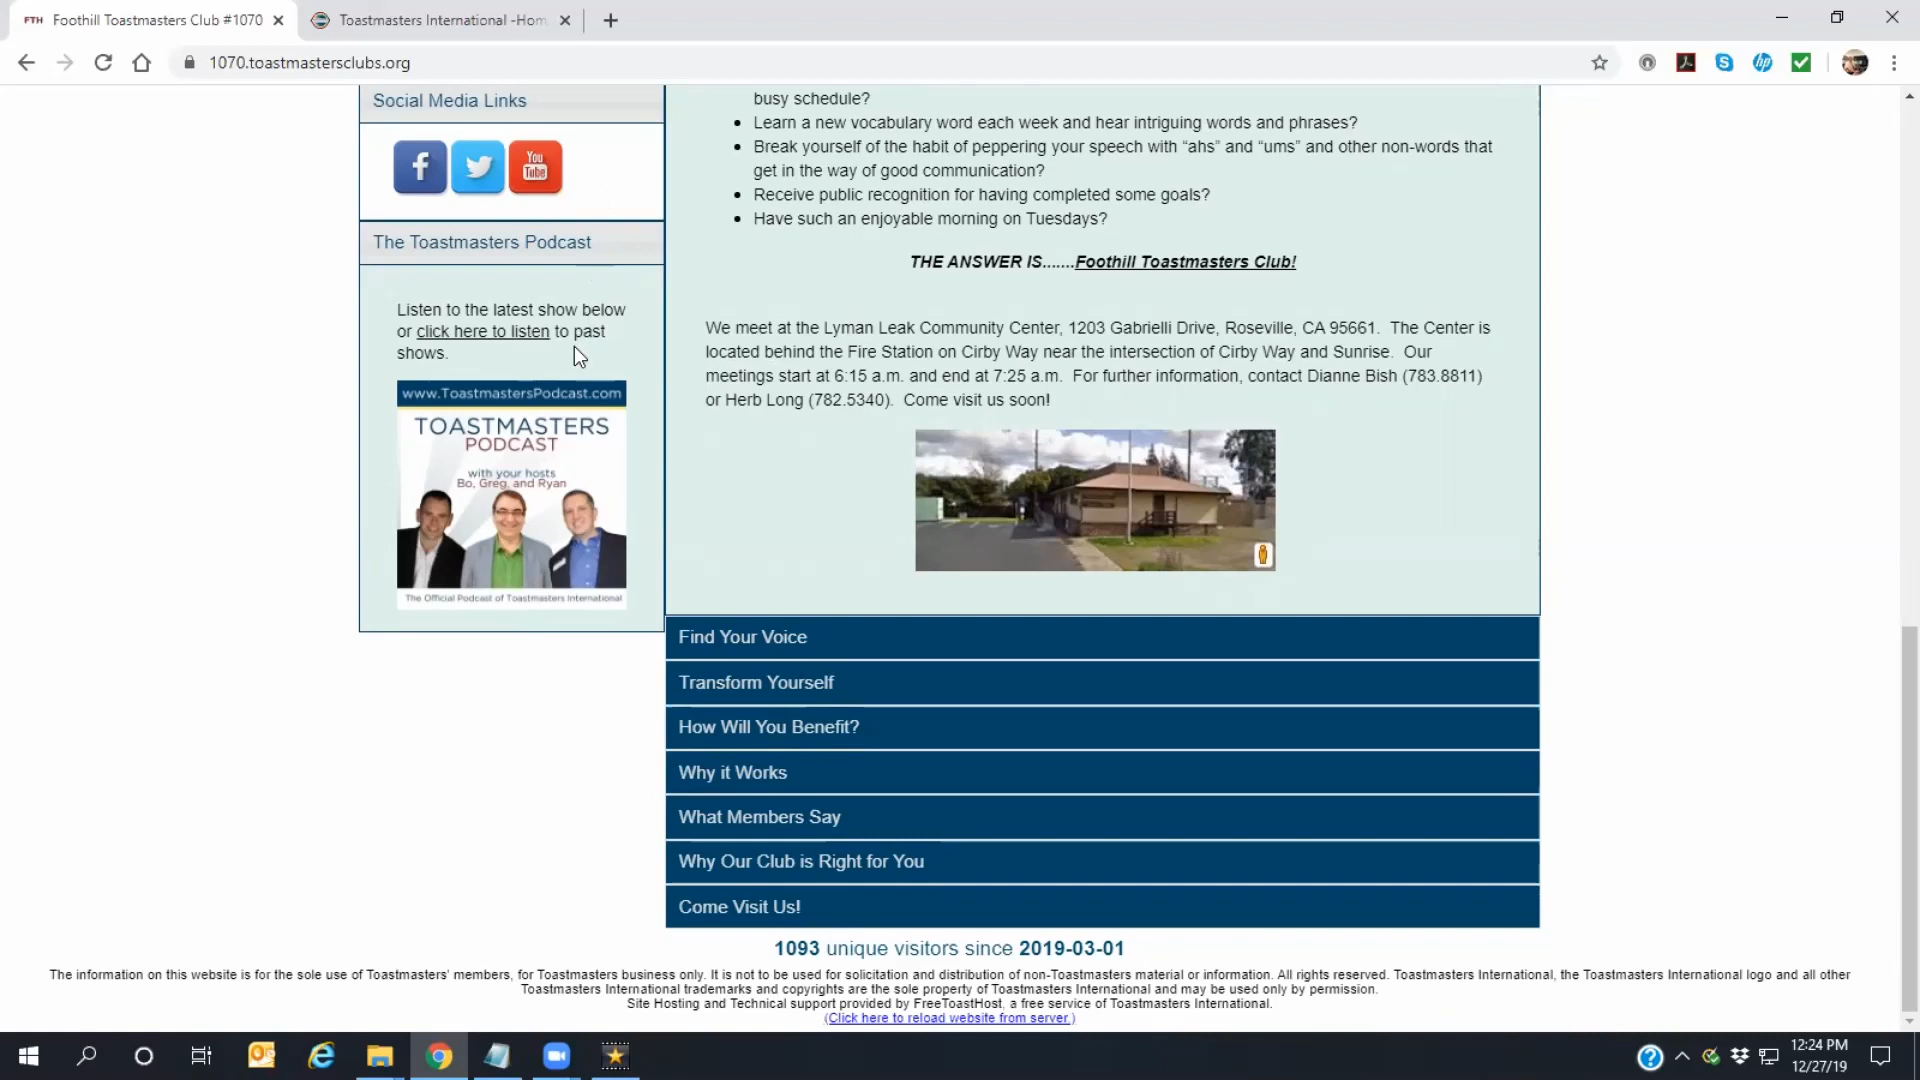 FTH Foothill Toastmasters Club #1070
Toastmasters International -Hom
1070.toastmastersclubs.org
Social Media Links
You
Tube
The Toastmasters Podcast
Listen to the latest show below
or click here to listen to past
shows.
www.ToastmastersPodcast.com
TOASTMASTERS
PODCAST
with your hosts
Bo, Greg, and Ryan
The Official Podcast of Toastmasters International
busy schedule?
• Learn a new vocabulary word each week and hear intriguing words and phrases?
• Break yourself of the habit of peppering your speech with “ahs” and “ums” and other non-words that
get in the way of good communication?
• Receive public recognition for having completed some goals?
• Have such an enjoyable morning on Tuesdays?
THE ANSWER IS.......Foothill Toastmasters Club!
We meet at the Lyman Leak Community Center, 1203 Gabrielli Drive, Roseville, CA 95661. The Center is
located behind the Fire Station on Cirby Way near the intersection of Cirby Way and Sunrise. Our
meetings start at 6:15 a.m. and end at 7:25 a.m. For further information, contact Dianne Bish (783.8811)
or Herb Long (782.5340). Come visit us soon!
Find Your Voice
Transform Yourself
How Will You Benefit?
Why it Works
What Members Say
Why Our Club is Right for You
Come Visit Us!
1093 unique visitors since 2019-03-01
The information on this website is for the sole use of Toastmasters' members, for Toastmasters business only. It is not to be used for solicitation and distribution of non-Toastmasters material or information. All rights reserved. Toastmasters International, the Toastmasters International logo and all other
Toastmasters International trademarks and copyrights are the sole property of Toastmasters International and may be used only by permission.
Site Hosting and Technical support provided by FreeToastHost, a free service of Toastmasters International.
(Click here to reload website from server.)
12:24 PM
12/27/19